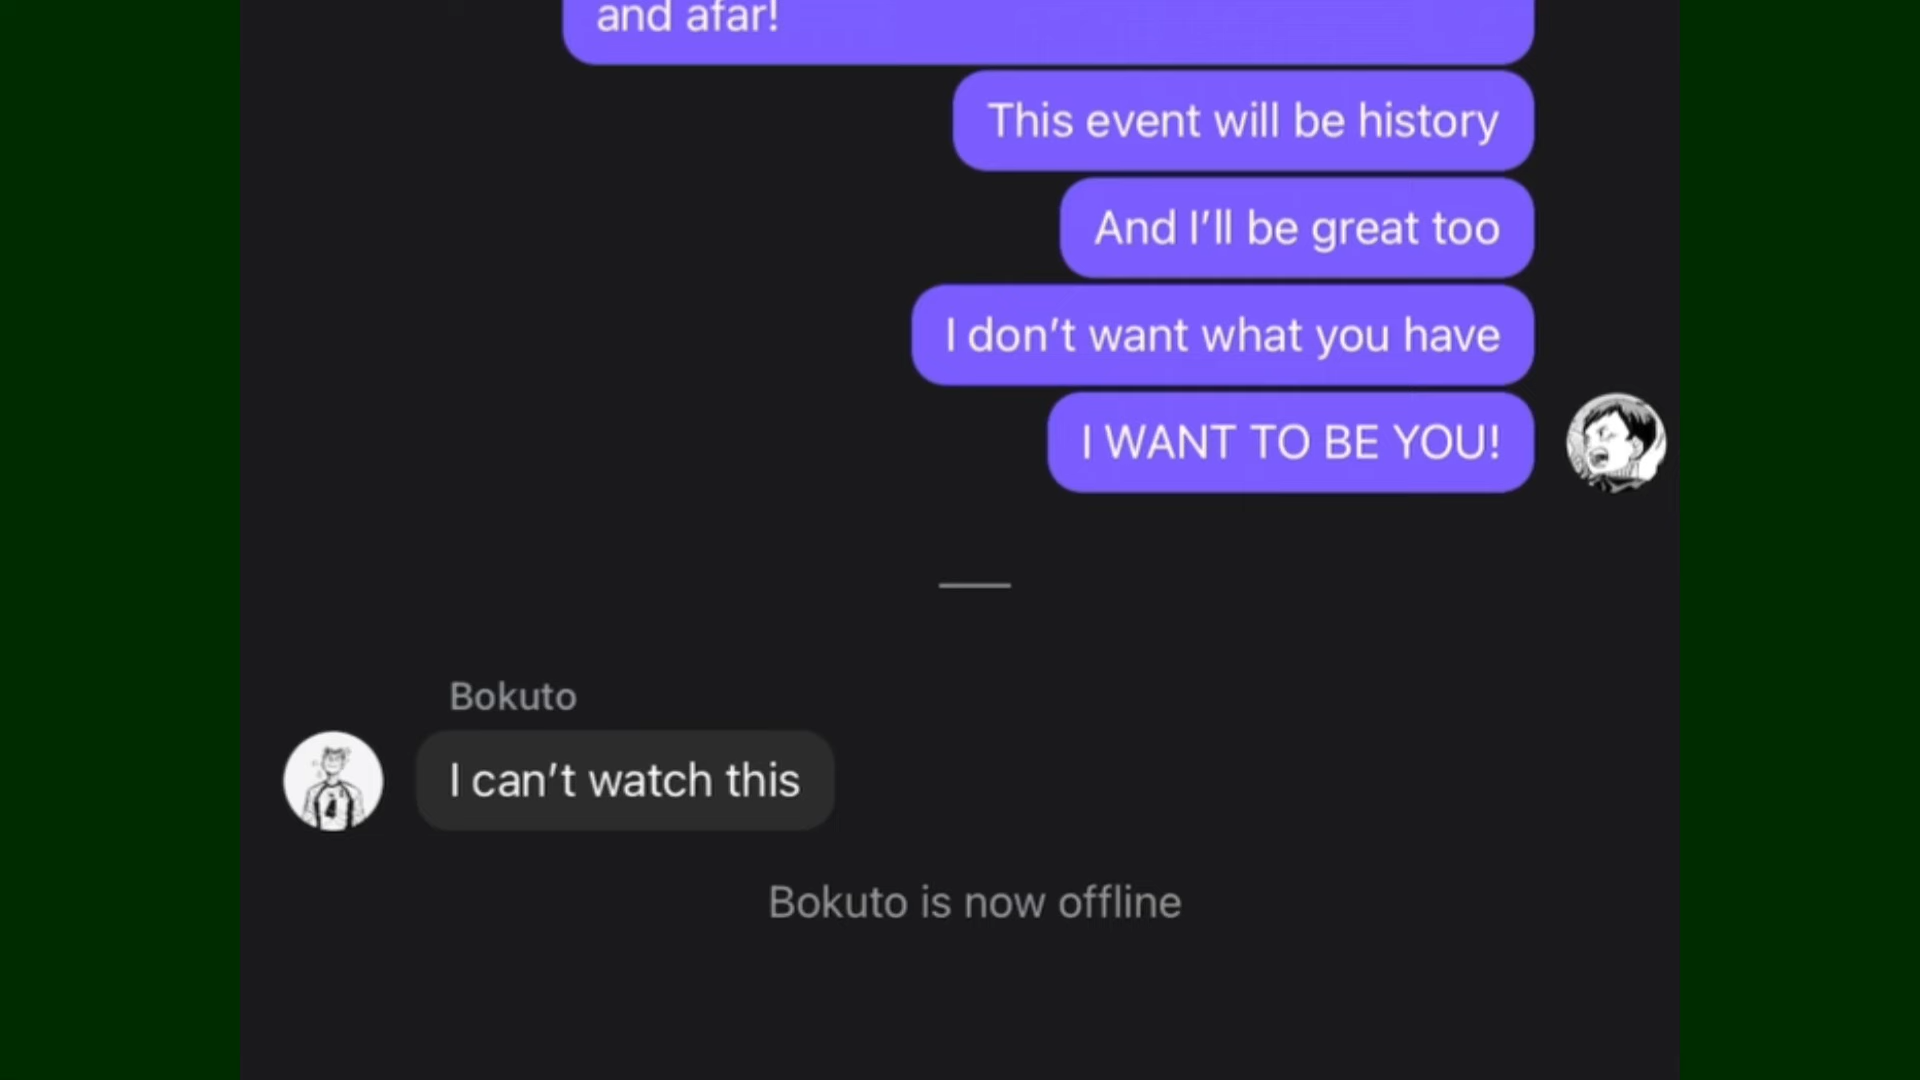 and afar!
This event will be history
And I’ll be great too
I don’t want what you have
I WANT TO BE YOU!
Bokuto
I can’t watch this
Bokuto is now offline